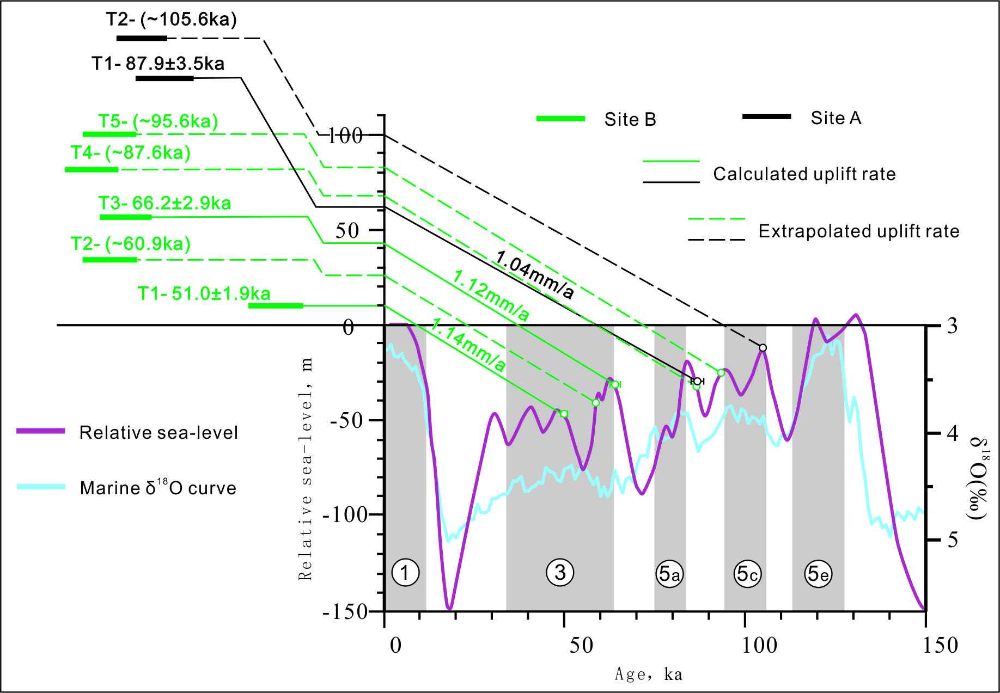 T2- (~105.6ka)
T1- 87.9±3.5ka
T5- (~95.6ka)
T4- (~87.6ka)
T3- 66.2±2.9ka
T2- (~60.9ka)
T1- 51.0±1.9ka
Site B
Site A
Calculated uplift rate
Extrapolated uplift rate
1.04mm/a
1.12mm/a
1.14mm/a
100
50
0
-50
-100
-150
Relative sea-level, m
3
4
5
δ¹⁸O(‰)
Relative sea-level
Marine δ¹⁸O curve
1
3
5a
5c
5e
0
50
100
150
Age, ka